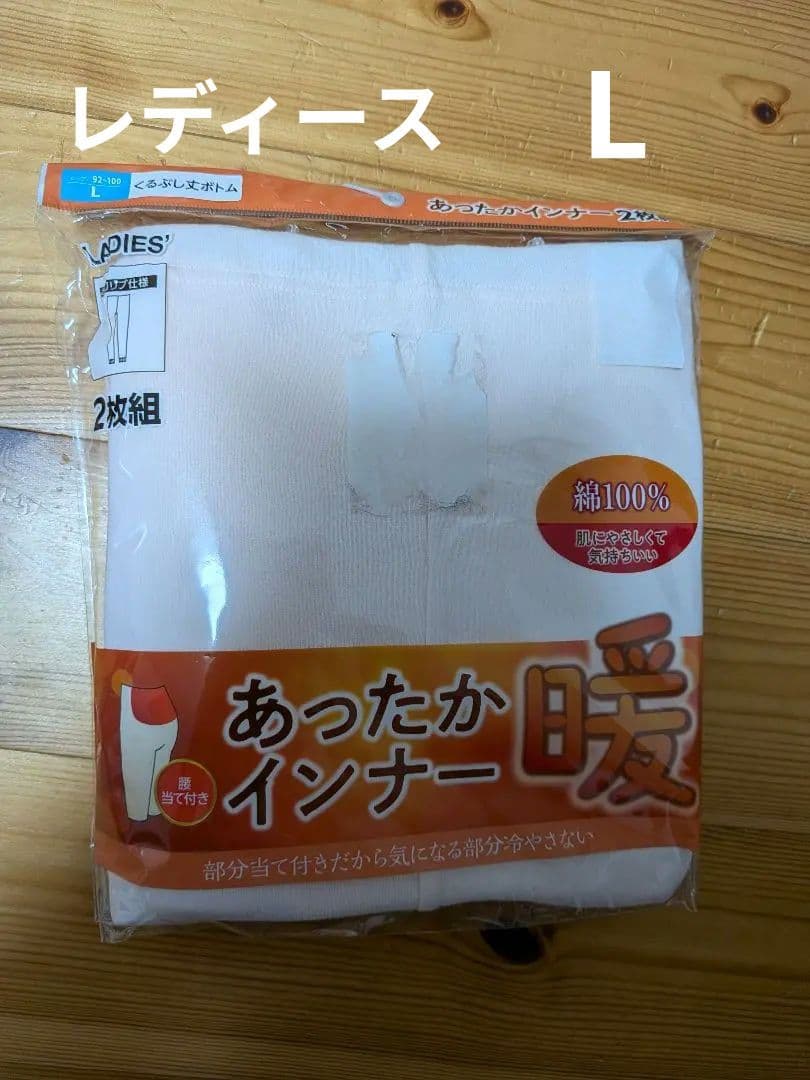 レディース L
92~100
L
くるぶし丈ボトム
あったかインナー 2枚
LADIES'
プ仕様
2枚組
綿100%
肌にやさしくて
気持ちいい
あったか
インナー
暖
腰
当て付き
部分当て付きだから気になる部分冷やさない